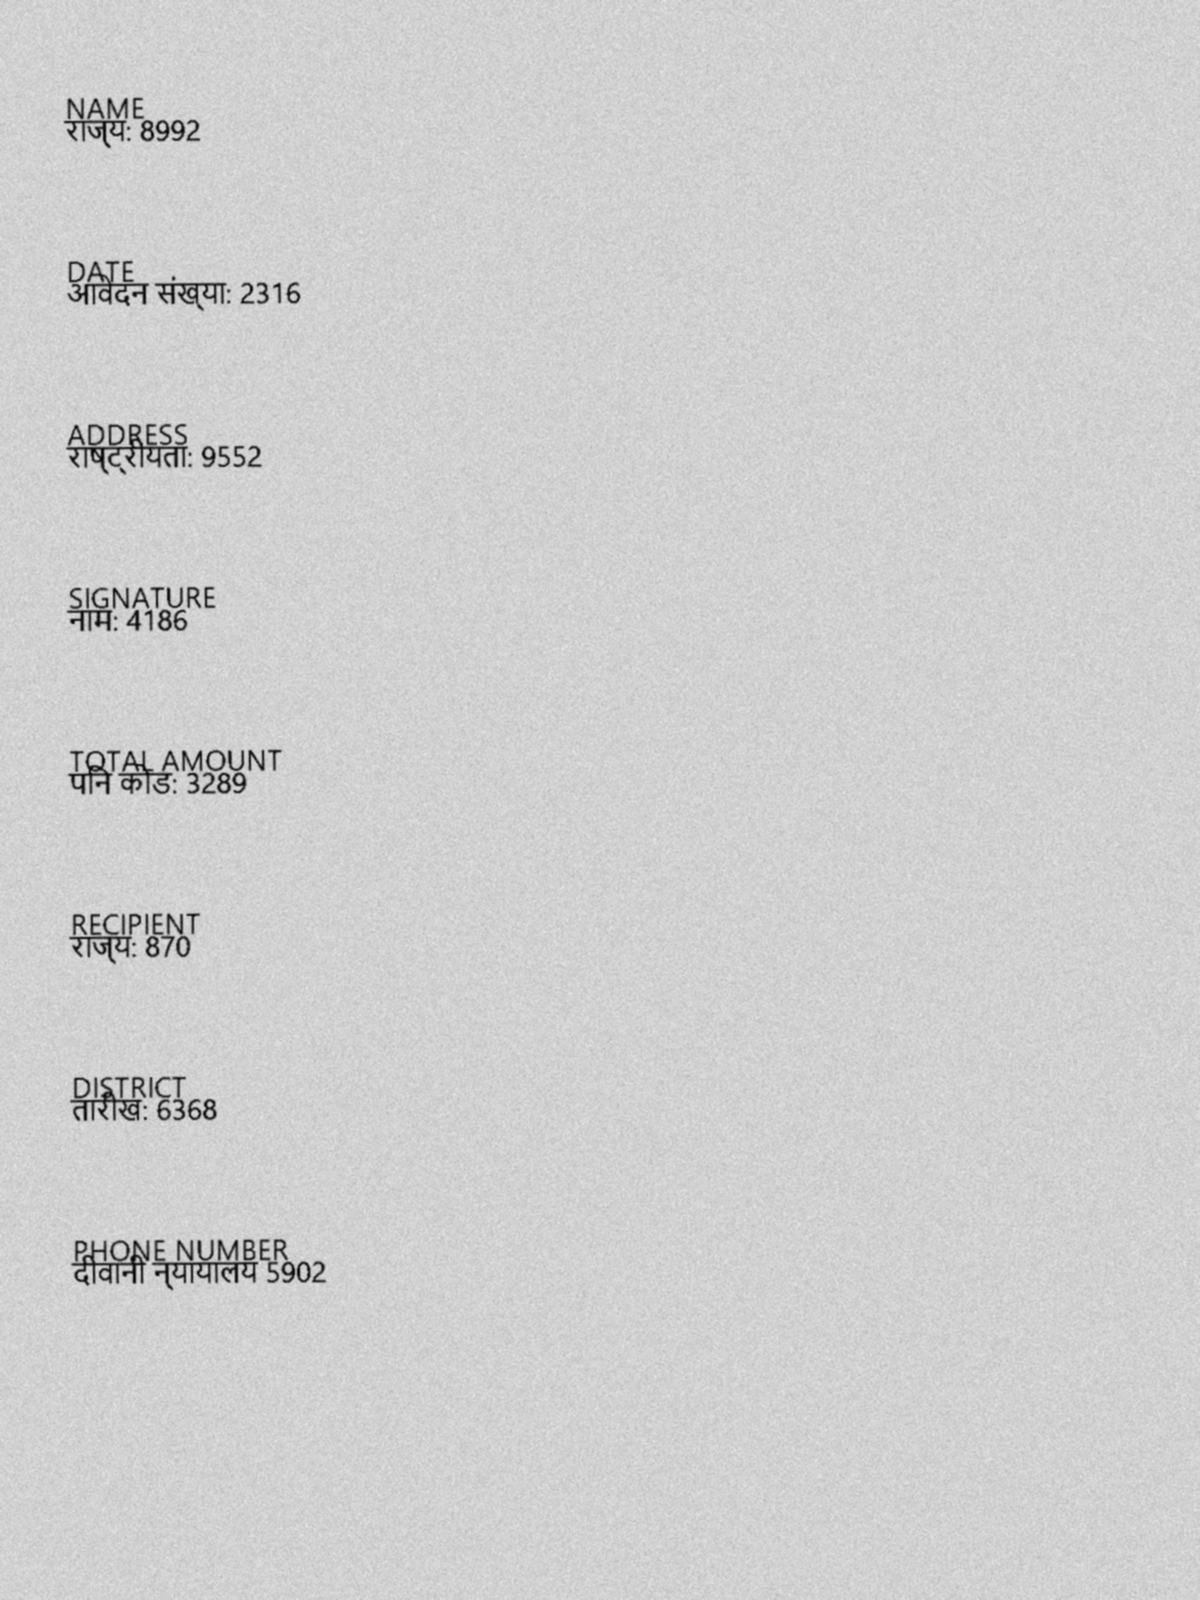 NAME
राज्य: 8992
DATE
आवेदन संख्या: 2316
ADDRESS
राष्ट्रीयता: 9552
SIGNATURE
नाम: 4186
TOTAL AMOUNT
पिन कोड: 3289
RECIPIENT
राज्य: 870
DISTRICT
तारीख: 6368
PHONE NUMBER
दीवानी न्यायालय 5902